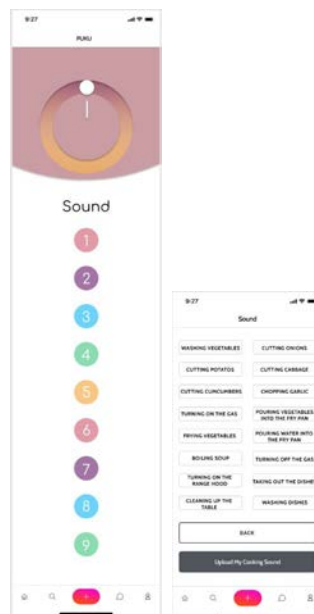 9:27
PUKU
Sound
1
2
3
4
5
6
7
8
9
9:27
Sound
WASHING VEGETABLES
CUTTING ONIONS
CUTTING POTATOS
CUTTING CABBAGE
CUTTING CUNCUMBERS
CHOPPING GARLIC
TURNING ON THE GAS
POURING VEGETABLES
INTO THE FRY PAN
FRYING VEGETABLES
POURING WATER INTO
THE FRY PAN
BOILING SOUP
TURNING OFF THE GAS
TURNING ON THE
RANGE HOOD
TAKING OUT THE DISHES
CLEANING UP THE
TABLE
WASHING DISHES
BACK
Upload My Cooking Sound